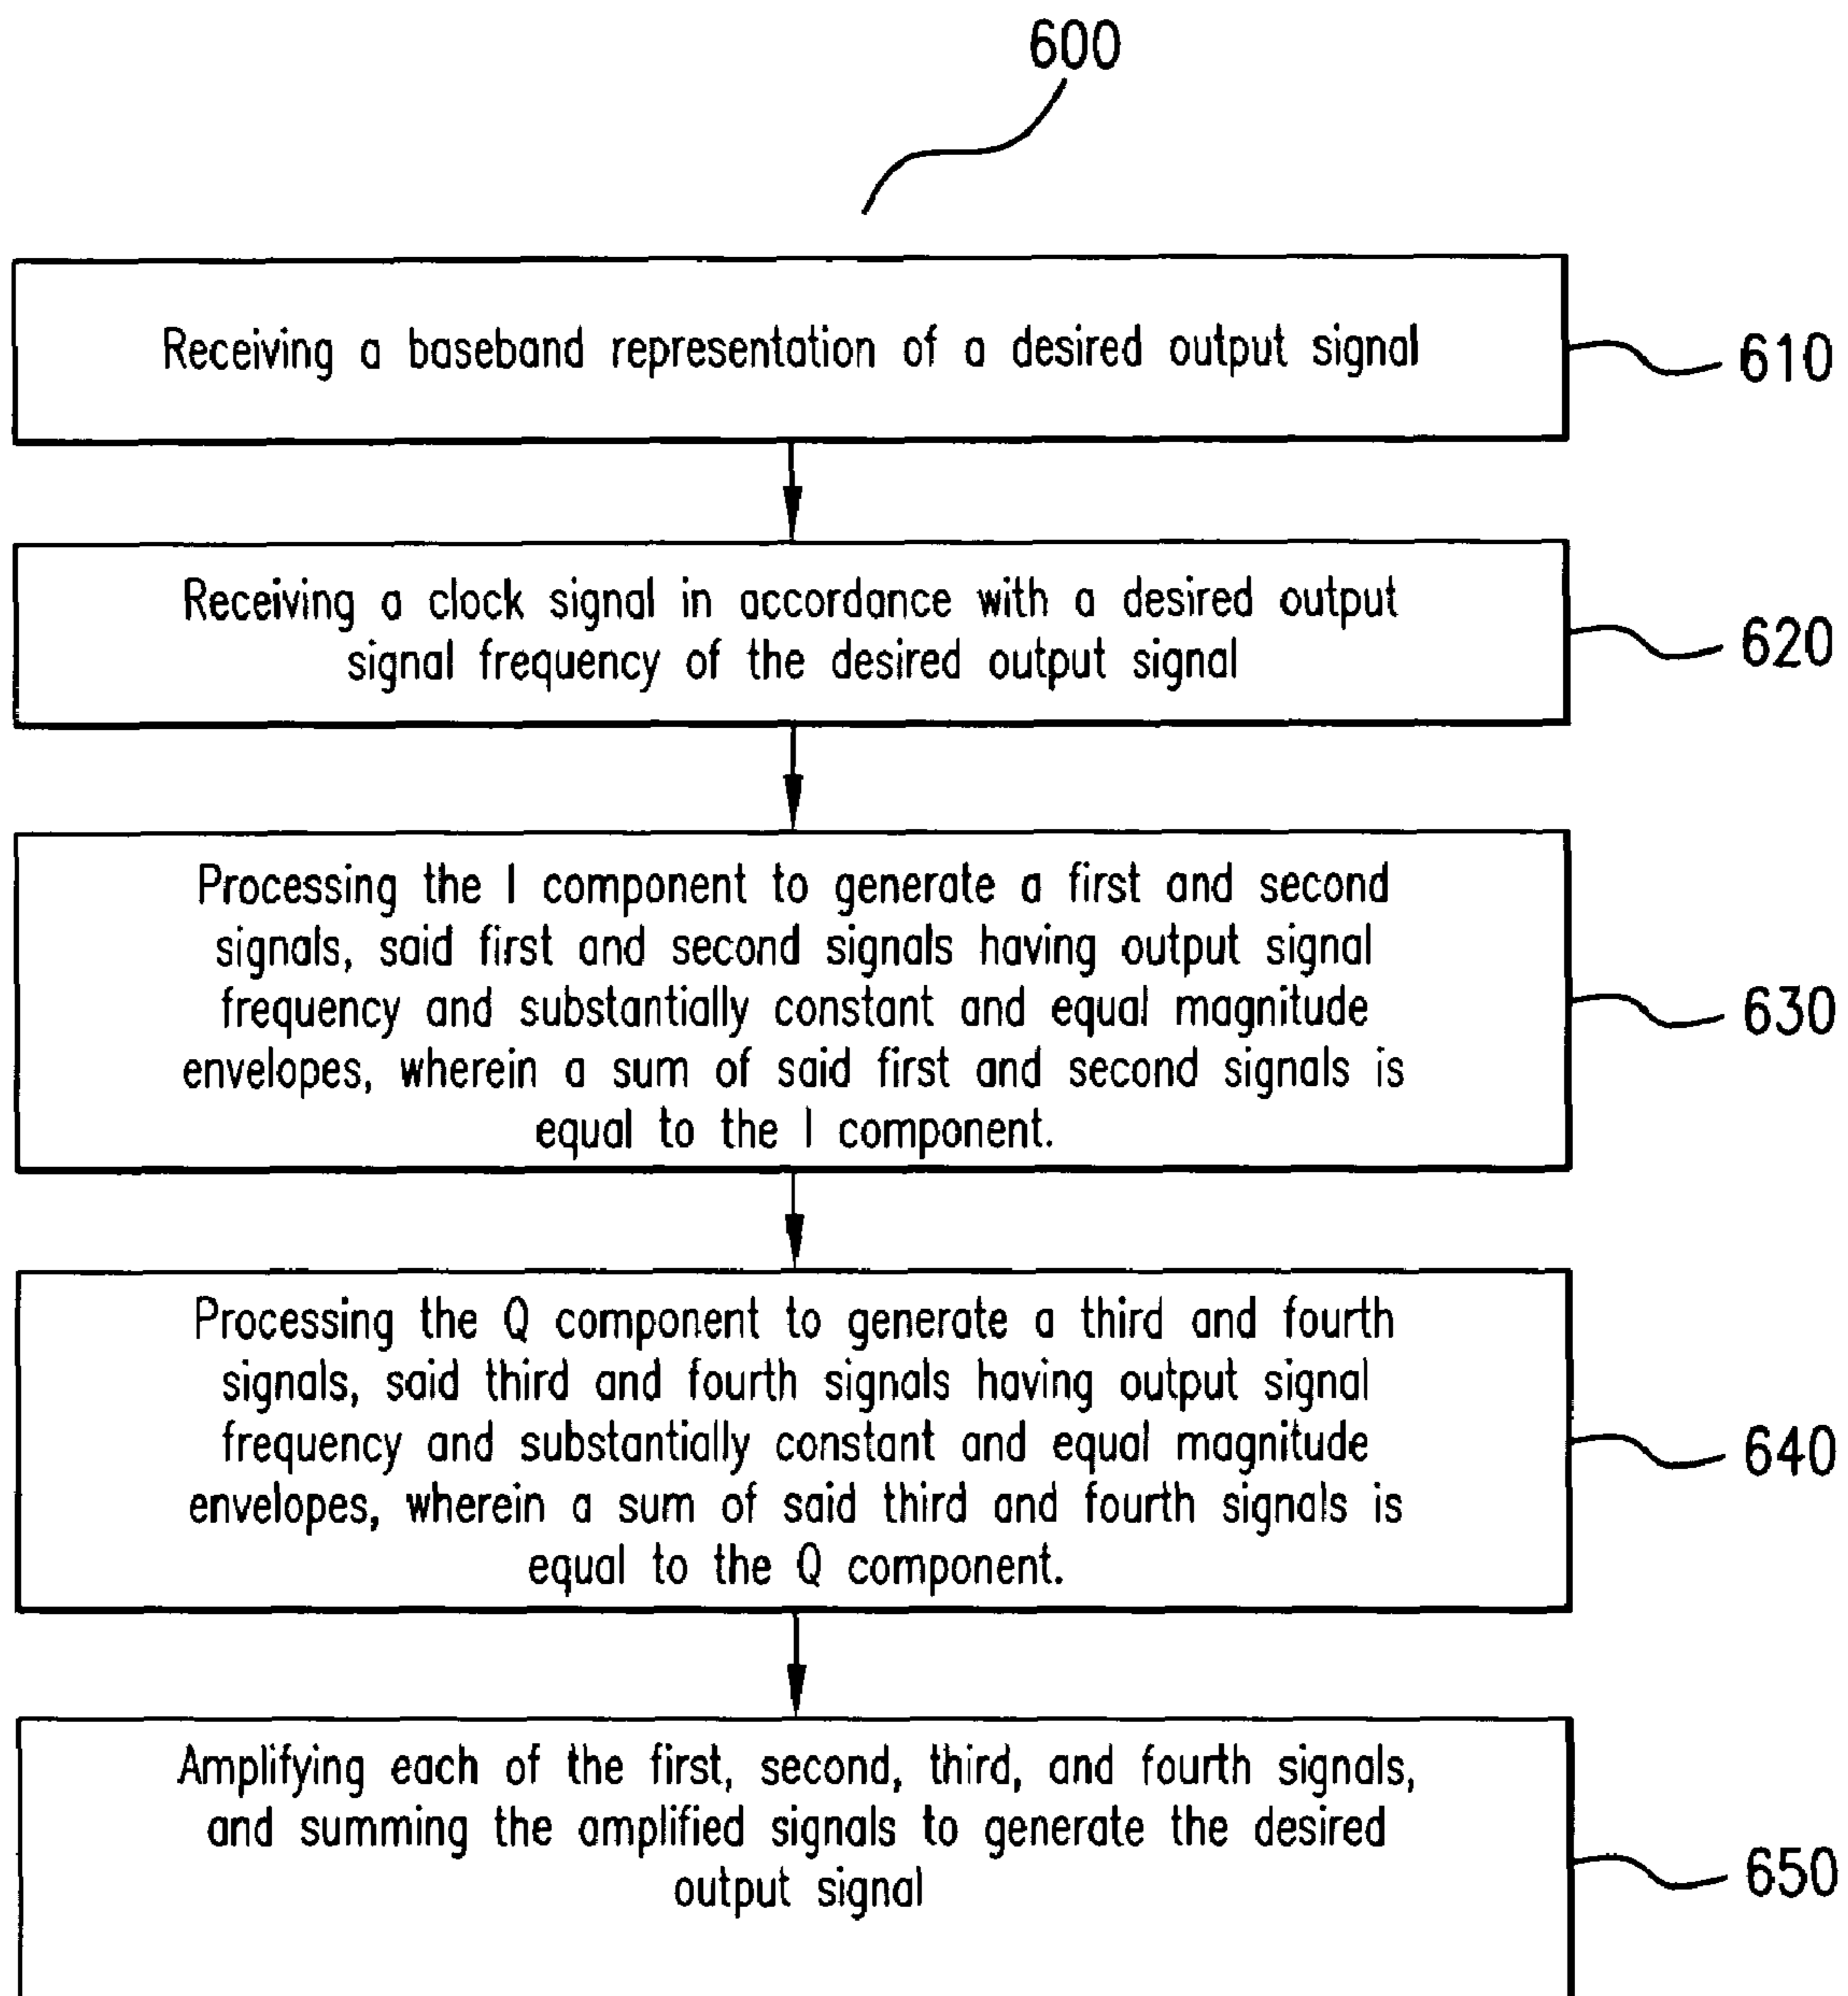 600
Receiving a baseband representation of a desired output signal
610
Receiving a clock signal in accordance with a desired output
signal frequency of the desired output signal
620
Processing the I component to generate a first and second
signals, said first and second signals having output signal
frequency and substantially constant and equal magnitude
envelopes, wherein a sum of said first and second signals is
equal to the I component.
630
Processing the Q component to generate a third and fourth
signals, said third and fourth signals having output signal
frequency and substantially constant and equal magnitude
envelopes, wherein a sum of said third and fourth signals is
equal to the Q component.
640
Amplifying each of the first, second, third, and fourth signals,
and summing the amplified signals to generate the desired
output signal
650